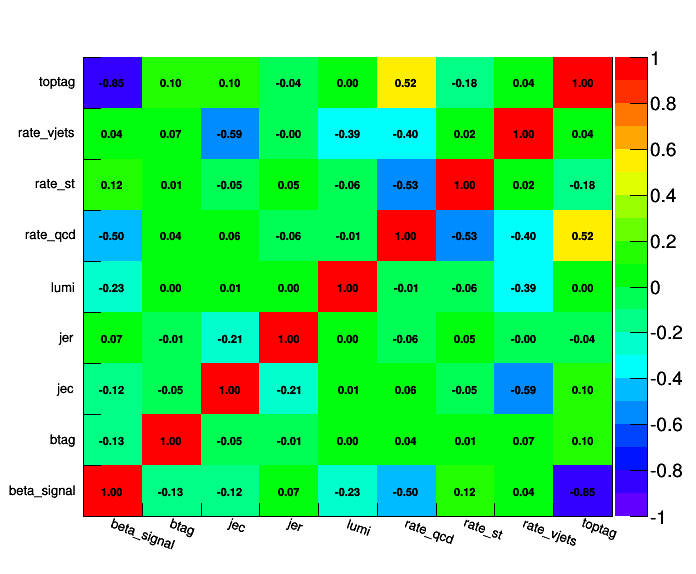 toptag -0.85 0.10 0.10 -0.04 0.00 0.52 -0.18 0.04 1.00
rate_vjets 0.04 0.07 -0.59 -0.00 -0.39 -0.40 0.02 1.00 0.04
rate_st 0.12 0.01 -0.05 0.05 -0.06 -0.53 1.00 0.02 -0.18
rate_qcd -0.50 0.04 0.06 -0.06 -0.01 1.00 -0.53 -0.40 0.52
lumi -0.23 0.00 0.01 0.00 1.00 -0.01 -0.06 -0.39 0.00
jer 0.07 -0.01 -0.21 1.00 0.00 -0.06 0.05 -0.00 -0.04
jec -0.12 -0.05 1.00 -0.21 0.01 0.06 -0.05 -0.59 0.10
btag -0.13 1.00 -0.05 -0.01 0.00 0.04 0.01 0.07 0.10
beta_signal 1.00 -0.13 -0.12 0.07 -0.23 -0.50 0.12 0.04 -0.85
beta_signal btag jec jer lumi rate_qcd rate_st rate_vjets toptag
1
0.8
0.6
0.4
0.2
0
-0.2
-0.4
-0.6
-0.8
-1